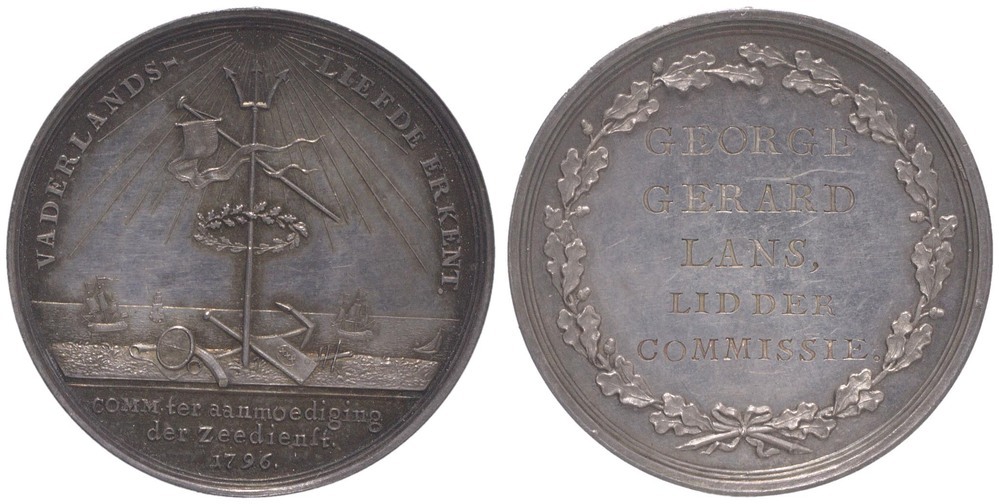 VADERLANDS-LIEFDE ERKENT.
COMM. ter aanmoediging
der Zeedienſt.
1796.
GEORGE
GERARD
LANS,
LID DER
COMMISSIE.